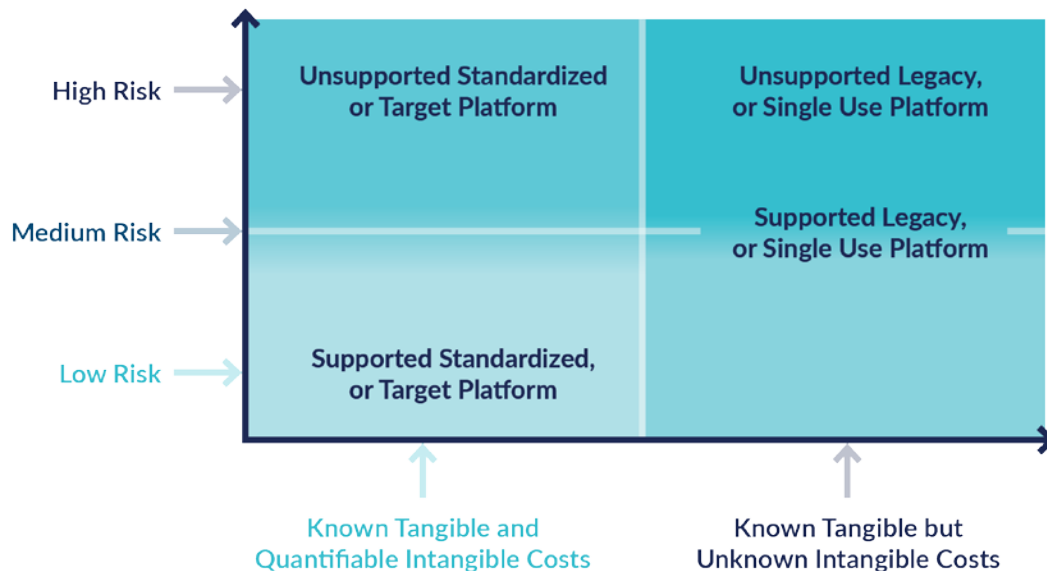 High Risk
Unsupported Standardized
or Target Platform
Unsupported Legacy,
or Single Use Platform
Medium Risk
Supported Legacy,
or Single Use Platform
Low Risk
Supported Standardized,
or Target Platform
Known Tangible and
Quantifiable Intangible Costs
Known Tangible but
Unknown Intangible Costs